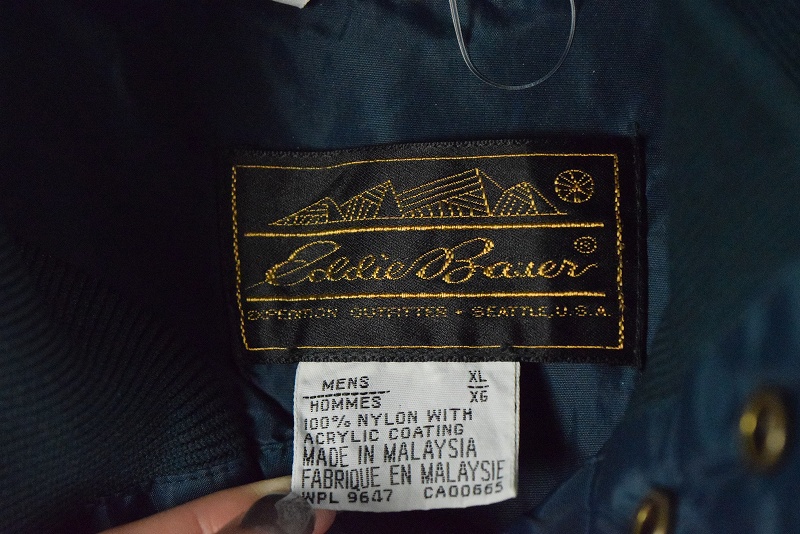 Eddie Bauer ®
EXPEDITION OUTFITTERS • SEATTLE, U.S.A.
MENS XL
HOMMES XG
100% NYLON WITH
ACRYLIC COATING
MADE IN MALAYSIA
FABRIQUE EN MALAYSIE
WPL 9647 CA00665